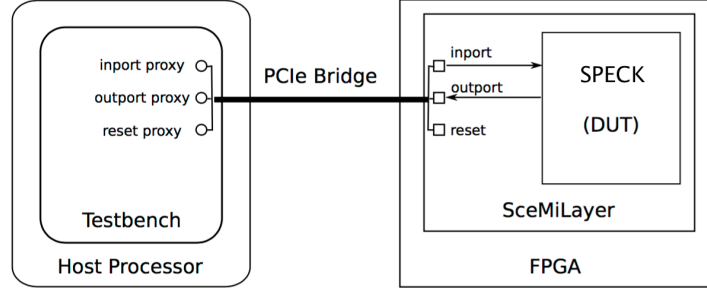 inport proxy
outport proxy
reset proxy
Testbench
Host Processor
PCIe Bridge
inport
outport
reset
SPECK
(DUT)
SceMiLayer
FPGA